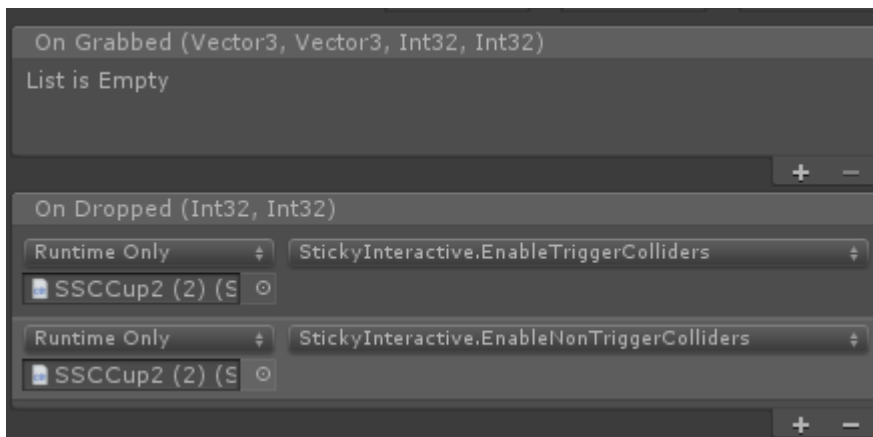 On Grabbed (Vector3, Vector3, Int32, Int32)
List is Empty
+ −
On Dropped (Int32, Int32)
Runtime Only StickyInteractive.EnableTriggerColliders
SSCCup2 (2) (S
Runtime Only StickyInteractive.EnableNonTriggerColliders
SSCCup2 (2) (S
+ −